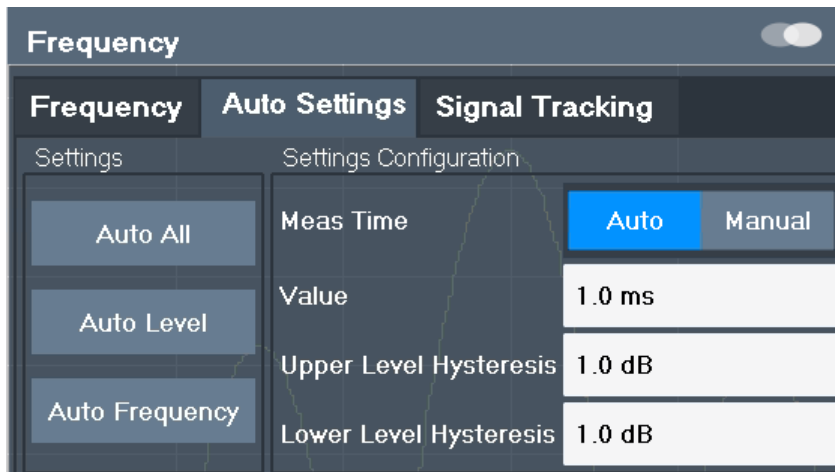 Frequency
Frequency Auto Settings Signal Tracking
Settings Settings Configuration
Auto All
Auto Level
Auto Frequency
Meas Time Auto Manual
Value 1.0 ms
Upper Level Hysteresis 1.0 dB
Lower Level Hysteresis 1.0 dB